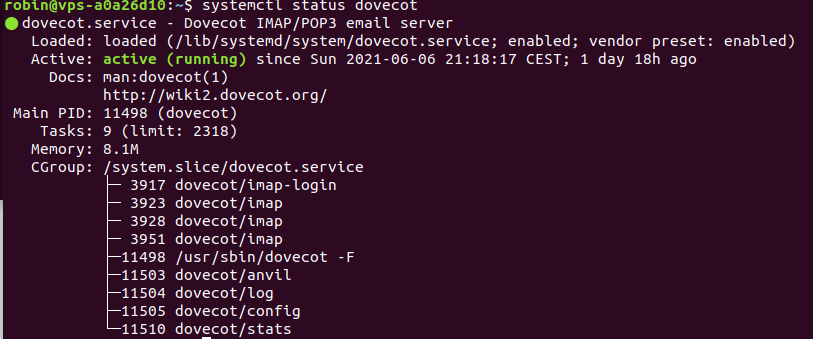 robin@vps-a0a26d10:~$ systemctl status dovecot
● dovecot.service - Dovecot IMAP/POP3 email server
Loaded: loaded (/lib/systemd/system/dovecot.service; enabled; vendor preset: enabled)
Active: active (running) since Sun 2021-06-06 21:18:17 CEST; 1 day 18h ago
Docs: man:dovecot(1)
http://wiki2.dovecot.org/
Main PID: 11498 (dovecot)
Tasks: 9 (limit: 2318)
Memory: 8.1M
CGroup: /system.slice/dovecot.service
├─ 3917 dovecot/imap-login
├─ 3923 dovecot/imap
├─ 3928 dovecot/imap
├─ 3951 dovecot/imap
├─11498 /usr/sbin/dovecot -F
├─11503 dovecot/anvil
├─11504 dovecot/log
├─11505 dovecot/config
└─11510 dovecot/stats